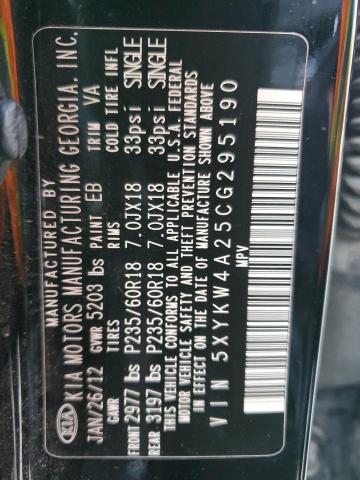 MANUFACTURED BY
KIA KIA MOTORS MANUFACTURING GEORGIA, INC.
JAN/26/12 GVWR 5203 lbs PAINT EB TRIM VA
GAWR TIRES RIMS COLD TIRE INFL
FRONT 2977 lbs P235/60R18 7.0JX18 33psi SINGLE
REAR 3197 lbs P235/60R18 7.0JX18 33psi SINGLE
THIS VEHICLE CONFORMS TO ALL APPLICABLE U.S.A. FEDERAL
MOTOR VEHICLE SAFETY AND THEFT PREVENTION STANDARDS
IN EFFECT ON THE DATE OF MANUFACTURE SHOWN ABOVE
VIN 5XYKW4A25CG295190
MPV